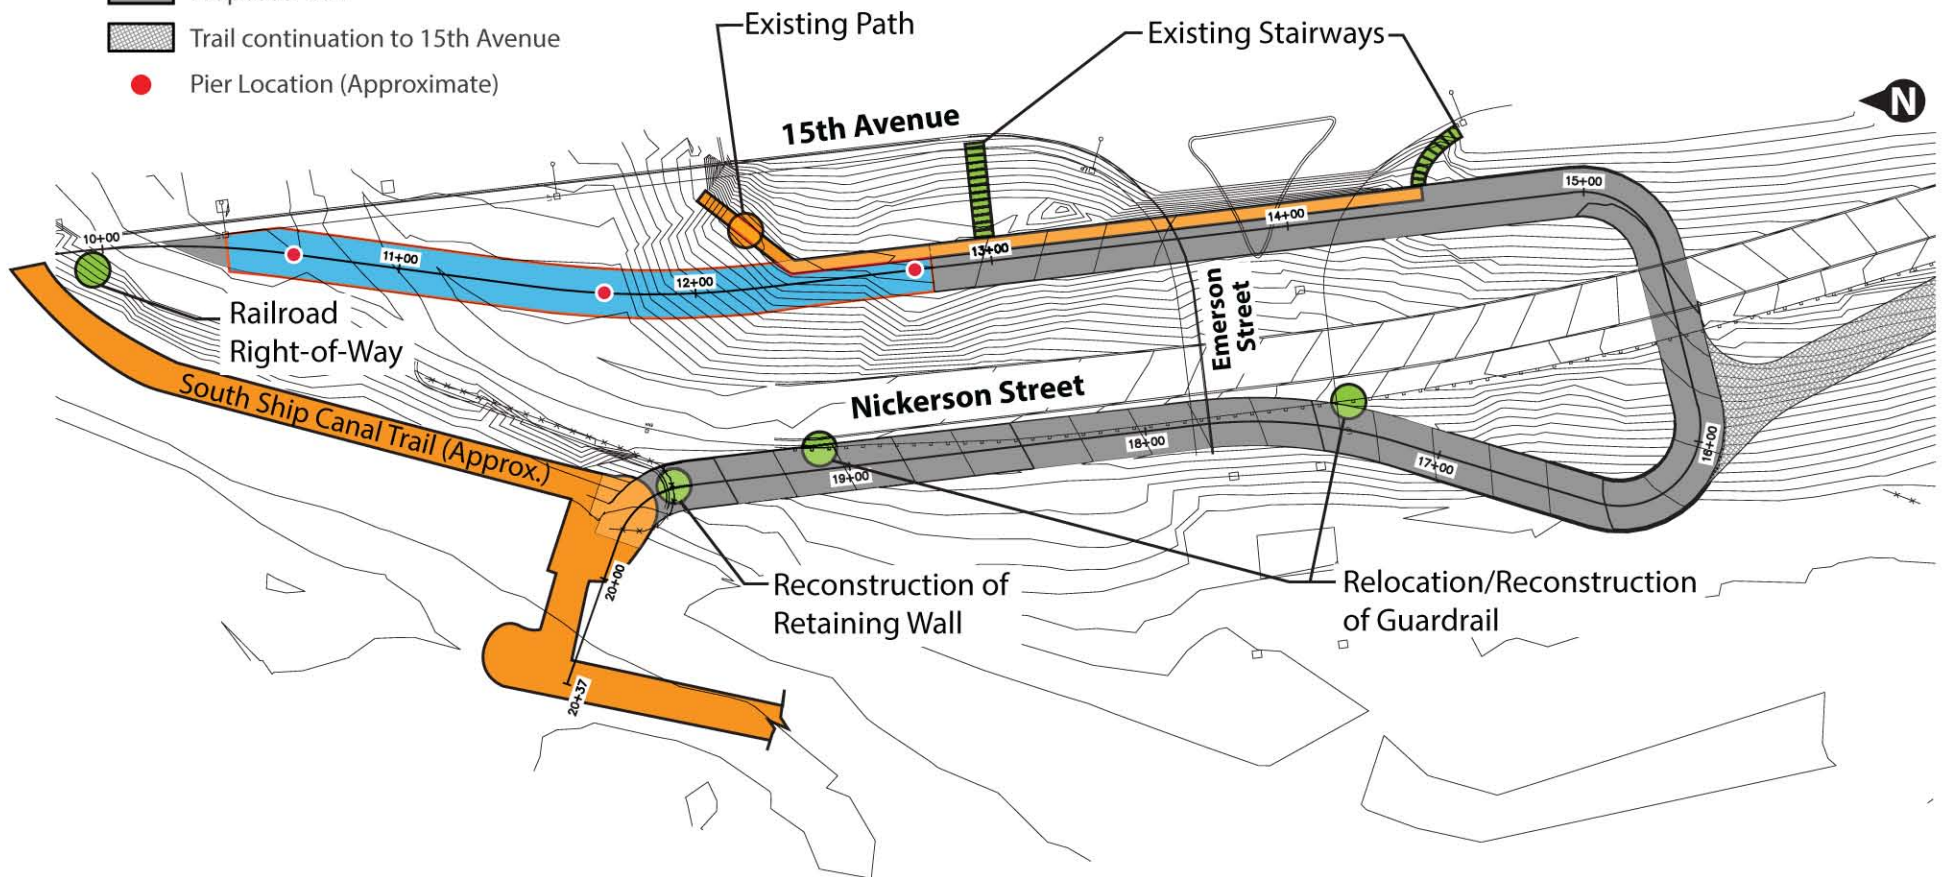 Trail continuation to 15th Avenue
Pier Location (Approximate)
Existing Path
Existing Stairways
15th Avenue
N
10+00
11+00
12+00
13+00
14+00
15+00
Railroad
Right-of-Way
Emerson
Street
South Ship Canal Trail (Approx.)
Nickerson Street
16+00
17+00
18+00
19+00
20+00
20+37
Reconstruction of
Retaining Wall
Relocation/Reconstruction
of Guardrail